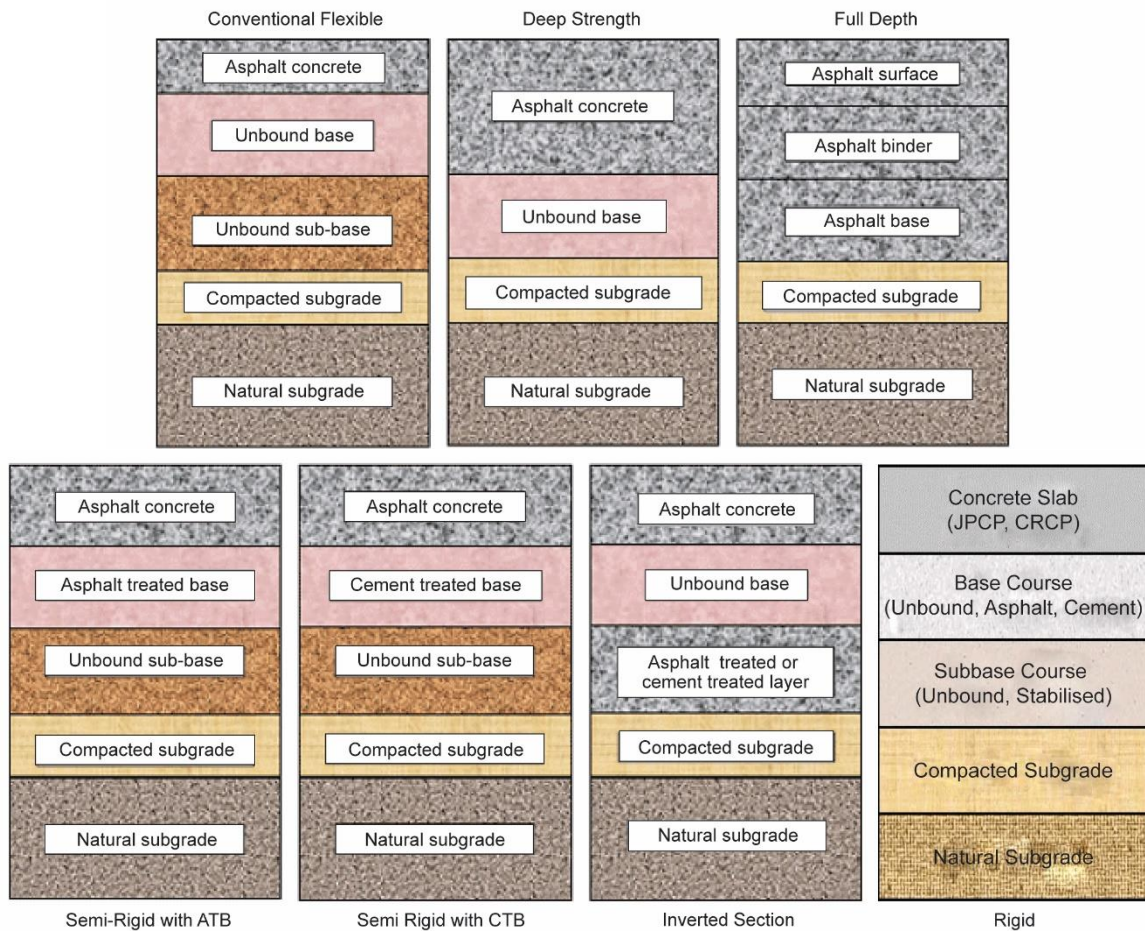 Conventional Flexible
Asphalt concrete
Unbound base
Unbound sub-base
Compacted subgrade
Natural subgrade
Deep Strength
Asphalt concrete
Unbound base
Compacted subgrade
Natural subgrade
Full Depth
Asphalt surface
Asphalt binder
Asphalt base
Compacted subgrade
Natural subgrade
Asphalt concrete
Asphalt treated base
Unbound sub-base
Compacted subgrade
Natural subgrade
Semi-Rigid with ATB
Asphalt concrete
Cement treated base
Unbound sub-base
Compacted subgrade
Natural subgrade
Semi Rigid with CTB
Asphalt concrete
Unbound base
Asphalt treated or
cement treated layer
Compacted subgrade
Natural subgrade
Inverted Section
Concrete Slab
(JPCP, CRCP)
Base Course
(Unbound, Asphalt, Cement)
Subbase Course
(Unbound, Stabilised)
Compacted Subgrade
Natural Subgrade
Rigid